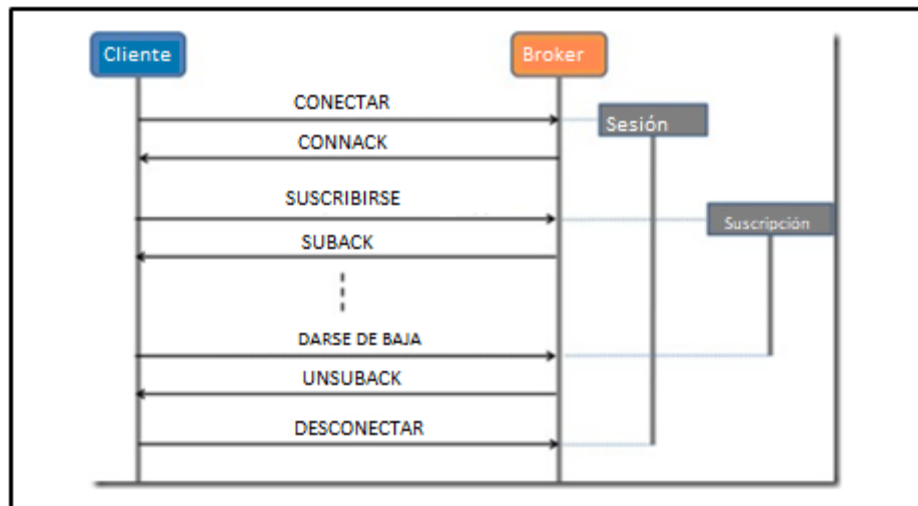 Cliente
Broker
CONECTAR
Sesión
CONNACK
SUSCRIBIRSE
Suscripción
SUBACK
DARSE DE BAJA
UNSUBACK
DESCONECTAR